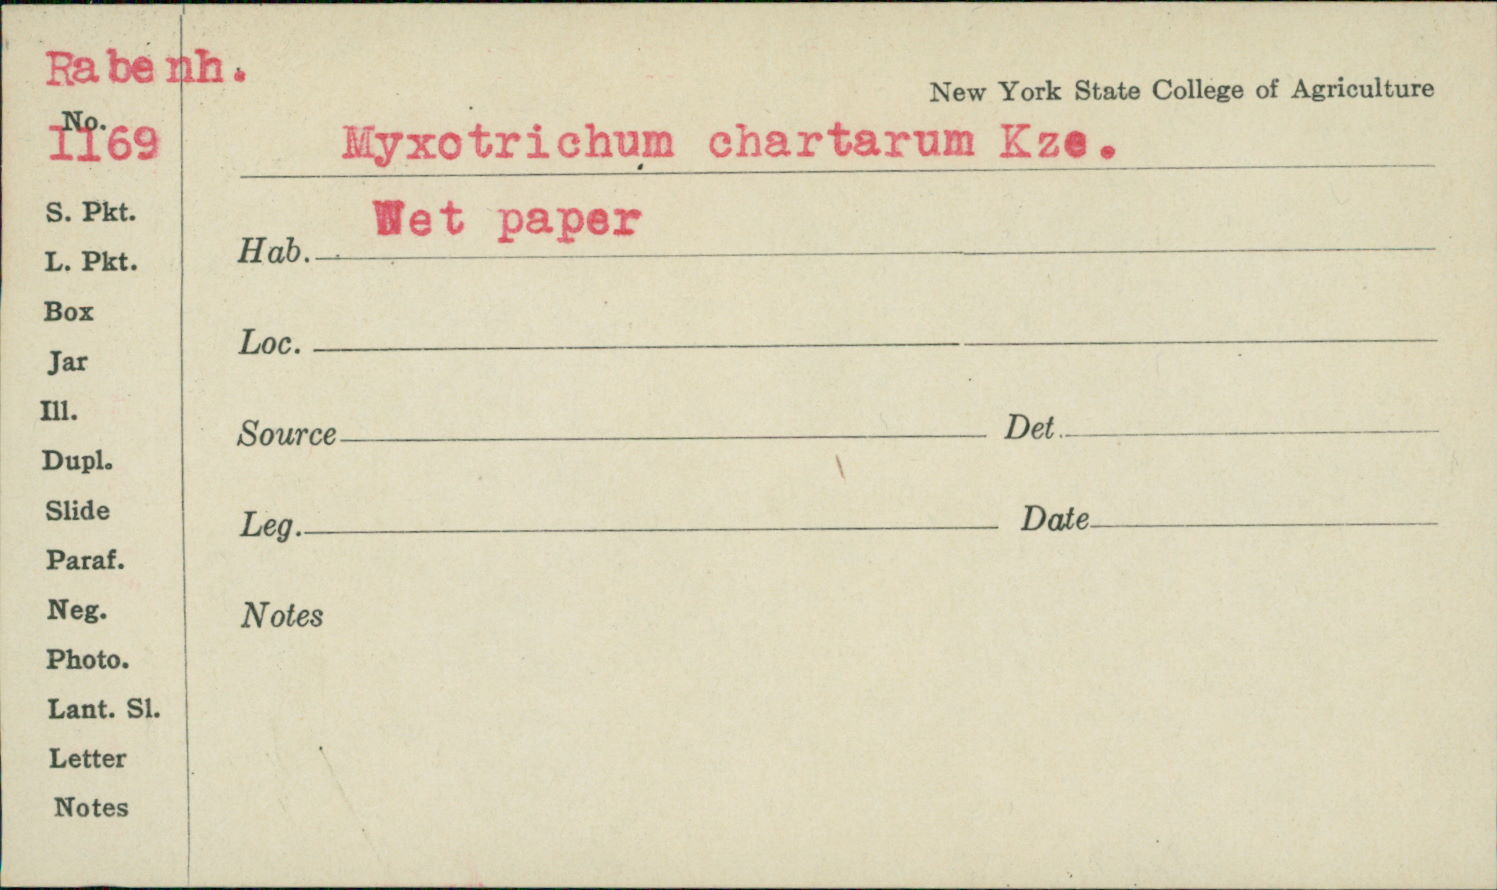 Rabenh.
No.
1169
S. Pkt.
L. Pkt.
Box
Jar
Ill.
Dupl.
Slide
Paraf.
Neg.
Photo.
Lant. Sl.
Letter
Notes
New York State College of Agriculture
Myxotrichum chartarum Kze.
Wet paper
Hab.
Loc.
Source Det.
Leg. Date
Notes